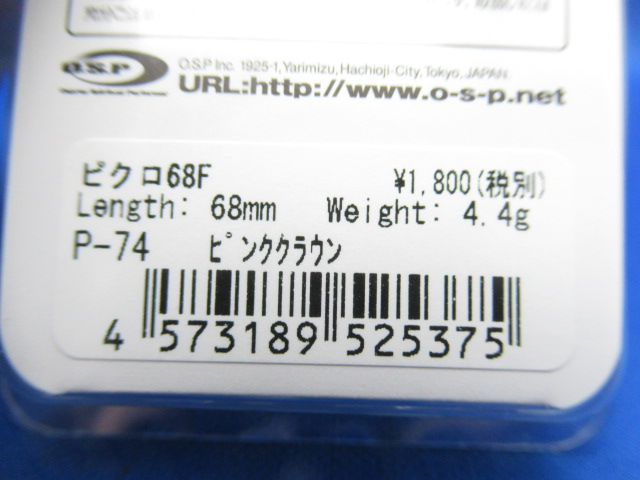 o.s.p
O.S.P Inc. 1925-1, Yarimizu, Hachioji-City, Tokyo, JAPAN.
URL:http://www.o-s-p.net
ピクロ68F ¥1,800(税別)
Length: 68mm Weight: 4.4g
P-74 ピンククラウン
4 573189 525375